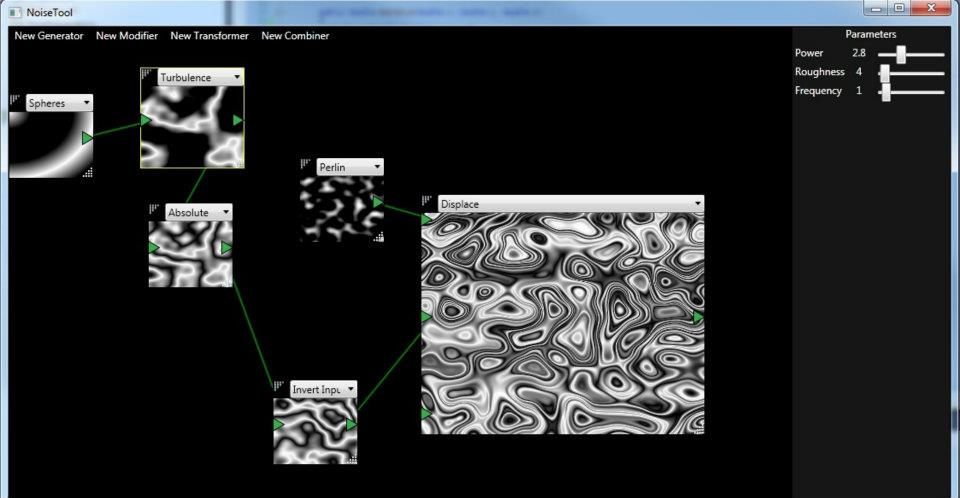 NoiseTool
New Generator New Modifier New Transformer New Combiner
Parameters
Power 2.8
Roughness 4
Frequency 1
Turbulence
Spheres
Perlin
Displace
Absolute
Invert Inpu